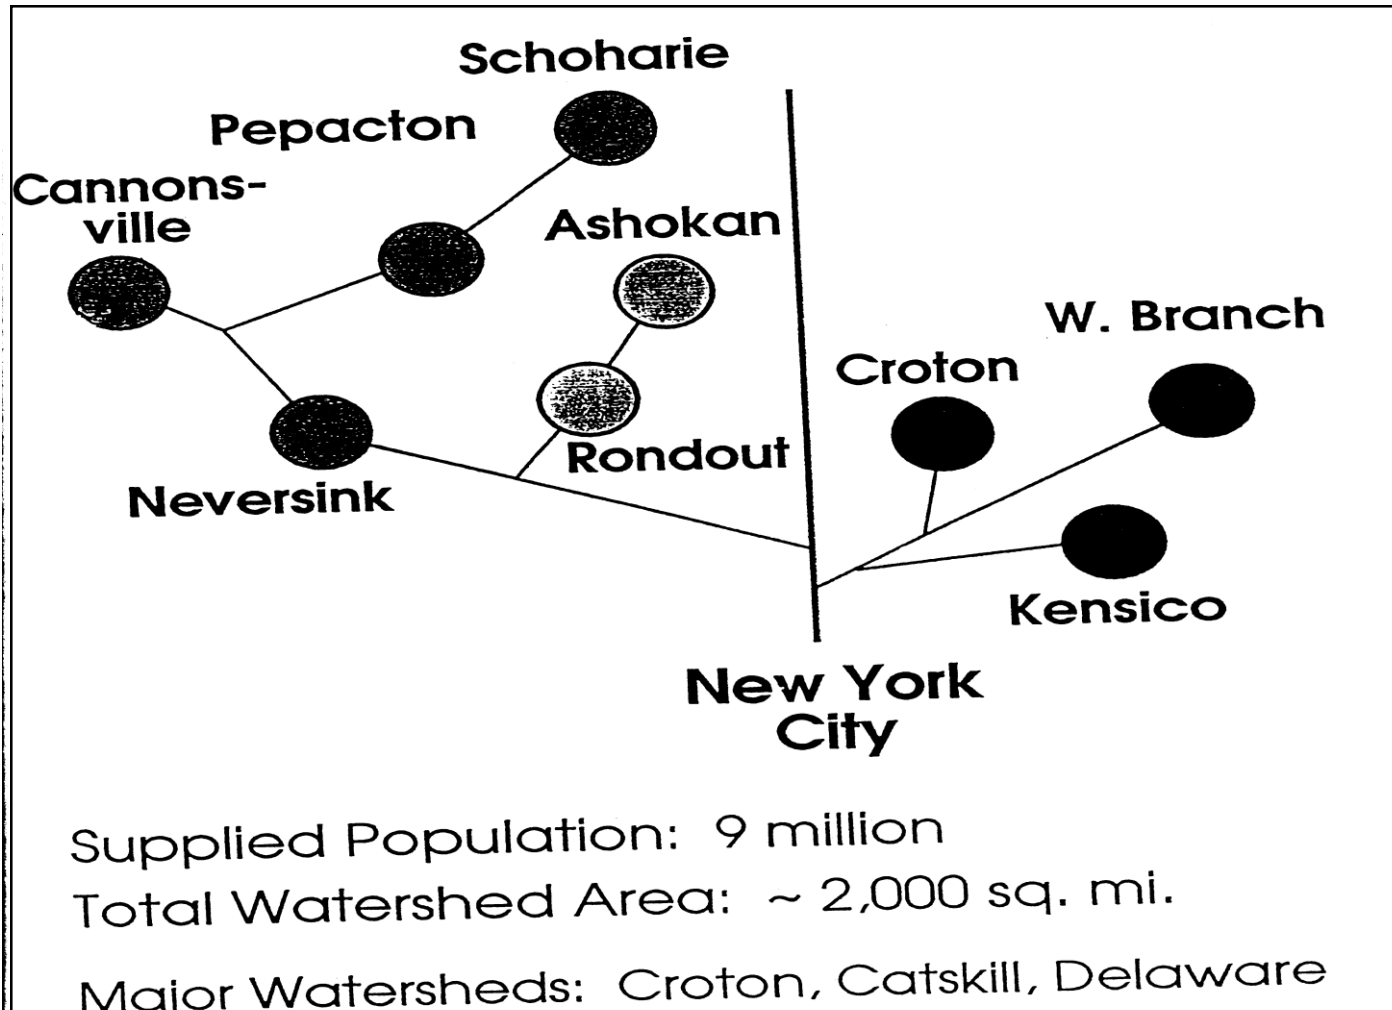 Schoharie
Pepacton
Cannons-
ville
Ashokan
W. Branch
Croton
Rondout
Neversink
Kensico
New York
City
Supplied Population: 9 million
Total Watershed Area: ~ 2,000 sq. mi.
Major Watersheds: Croton, Catskill, Delaware